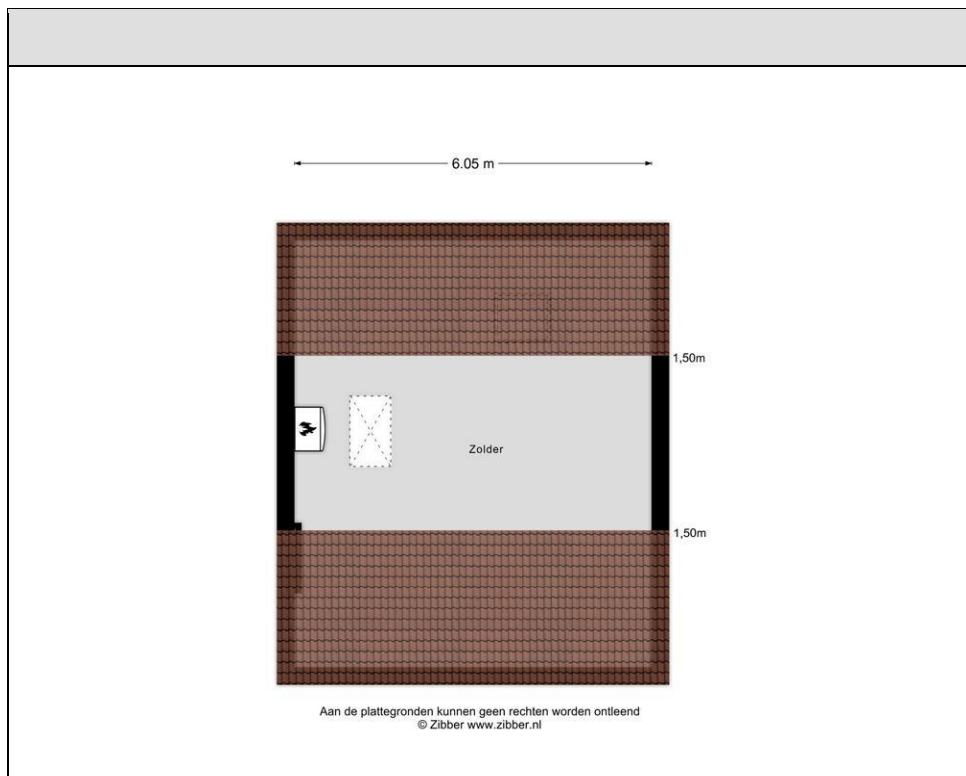 6.05 m
1,50m
Zolder
1,50m
Aan de plattegronden kunnen geen rechten worden ontleend
© Zibber www.zibber.nl